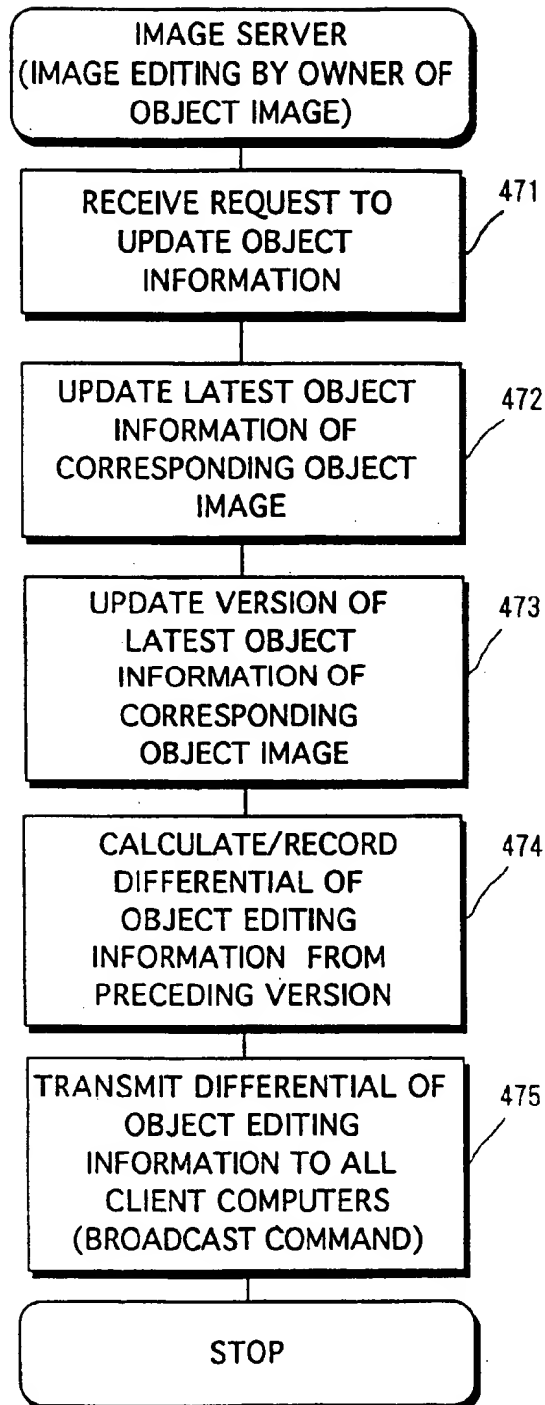 IMAGE SERVER
(IMAGE EDITING BY OWNER OF
OBJECT IMAGE)
RECEIVE REQUEST TO
UPDATE OBJECT
INFORMATION
471
UPDATE LATEST OBJECT
INFORMATION OF
CORRESPONDING OBJECT
IMAGE
472
UPDATE VERSION OF
LATEST OBJECT
INFORMATION OF
CORRESPONDING
OBJECT IMAGE
473
CALCULATE/RECORD
DIFFERENTIAL OF
OBJECT EDITING
INFORMATION FROM
PRECEDING VERSION
474
TRANSMIT DIFFERENTIAL OF
OBJECT EDITING
INFORMATION TO ALL
CLIENT COMPUTERS
(BROADCAST COMMAND)
475
STOP